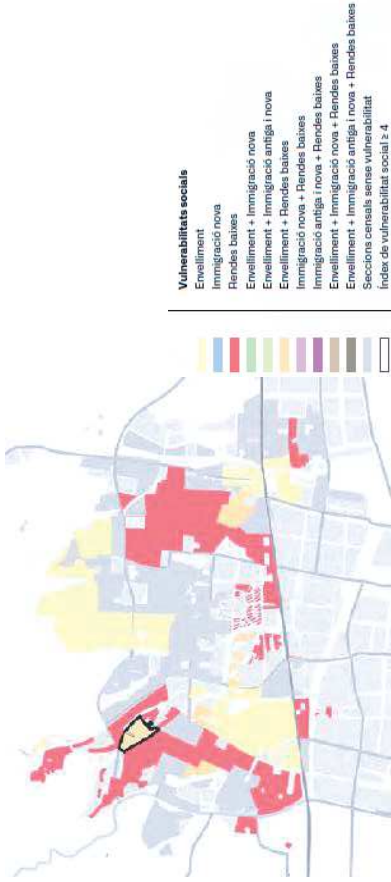 Vulnerabilitats socials
Envelliment
Immigració nova
Rendes baixes
Envelliment + Immigració nova
Envelliment + Immigració antiga i nova
Envelliment + Rendes baixes
Immigració nova + Rendes baixes
Immigració antiga i nova + Rendes baixes
Envelliment + Immigració nova + Rendes baixes
Envelliment + Immigració antiga i nova + Rendes baixes
Seccions censals sense vulnerabilitat
Índex de vulnerabilitat social ≥ 4